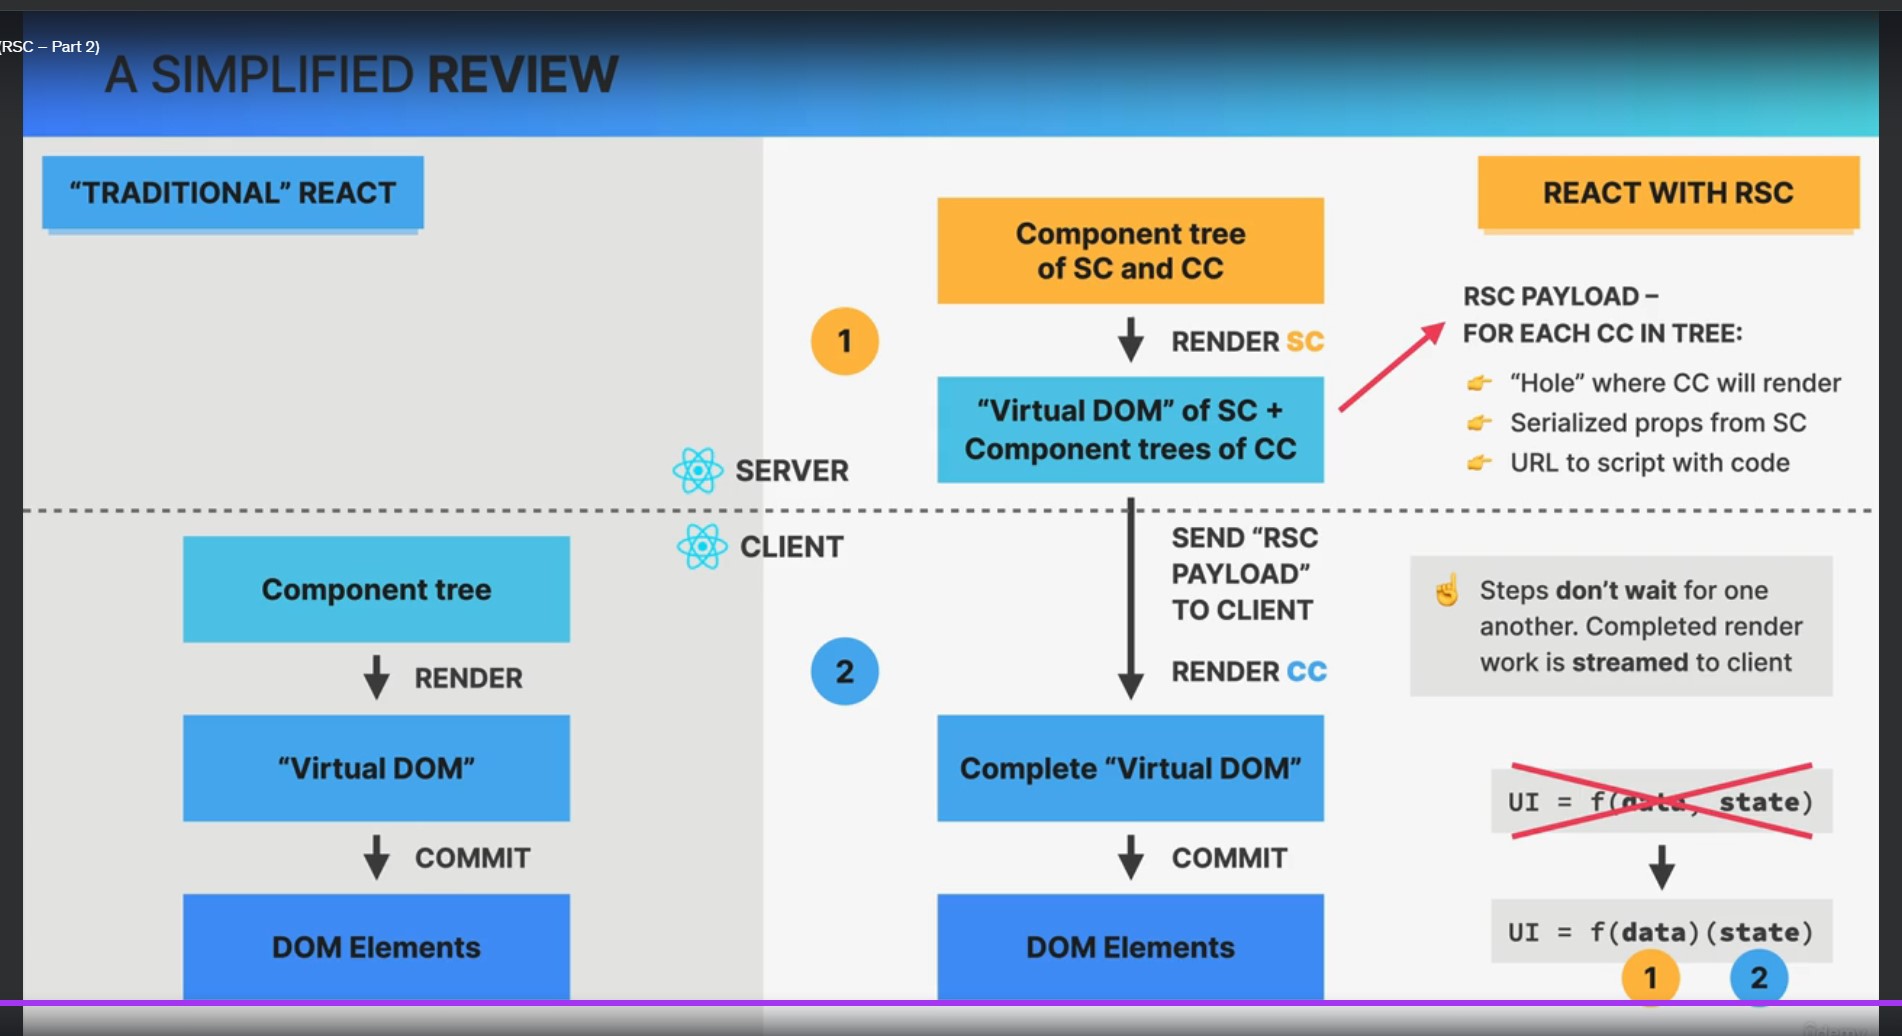 (RSC – Part 2)
A SIMPLIFIED REVIEW
“TRADITIONAL” REACT
Component tree
RENDER
“Virtual DOM”
COMMIT
DOM Elements
SERVER
CLIENT
REACT WITH RSC
Component tree
of SC and CC
1
RENDER SC
“Virtual DOM” of SC +
Component trees of CC
RSC PAYLOAD –
FOR EACH CC IN TREE:
“Hole” where CC will render
Serialized props from SC
URL to script with code
SEND “RSC
PAYLOAD”
TO CLIENT
2
RENDER CC
Complete “Virtual DOM”
COMMIT
DOM Elements
Steps don’t wait for one
another. Completed render
work is streamed to client
UI = f(data, state)
UI = f(data)(state)
1
2